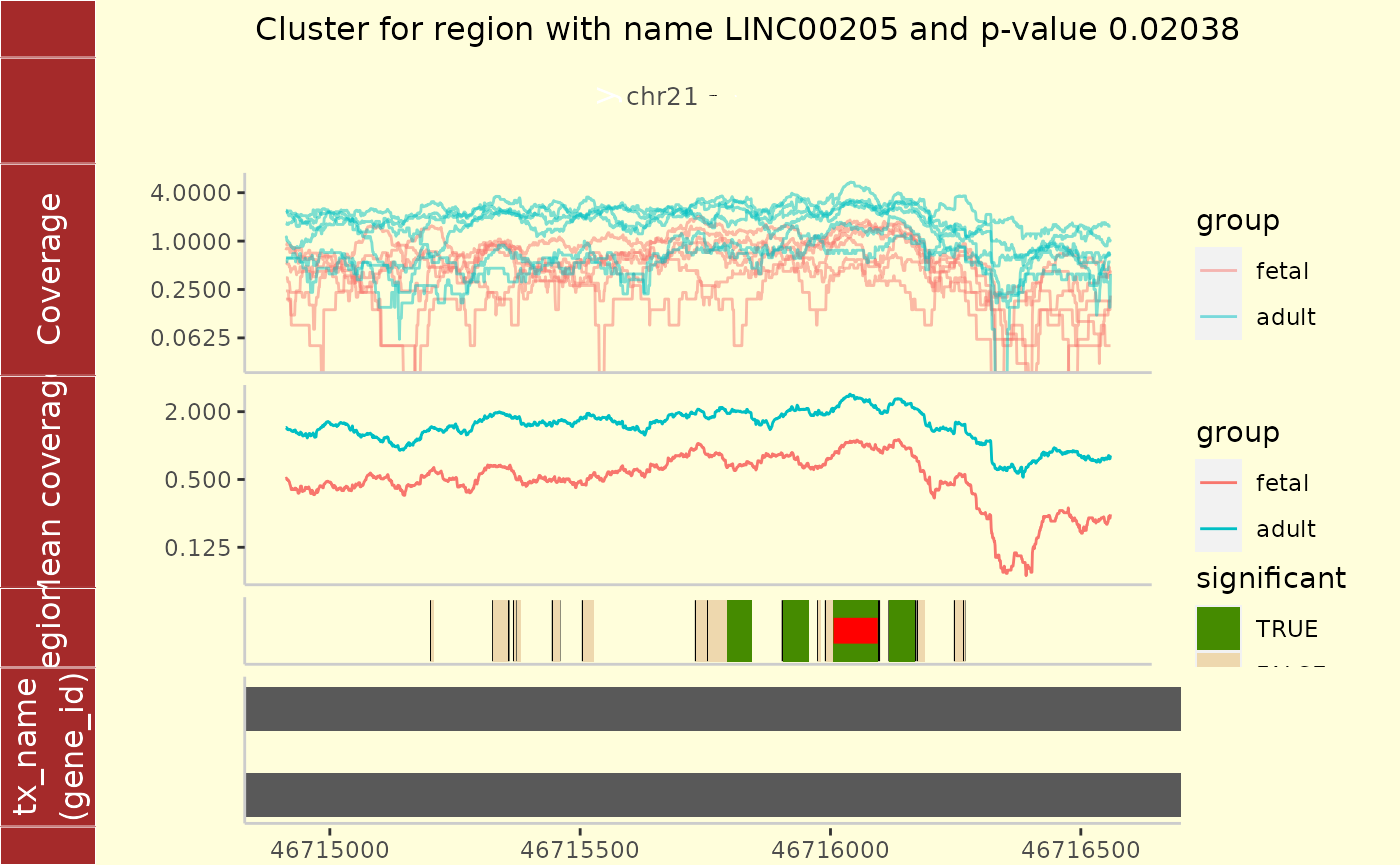 Cluster for region with name LINC00205 and p-value 0.02038
chr21 -
Coverage
4.0000
1.0000
0.2500
0.0625
group
fetal
adult
2.000
0.500
0.125
group
fetal
adult
significant
TRUE
tx_name
(gene_id)
46715000
46715500
46716000
46716500